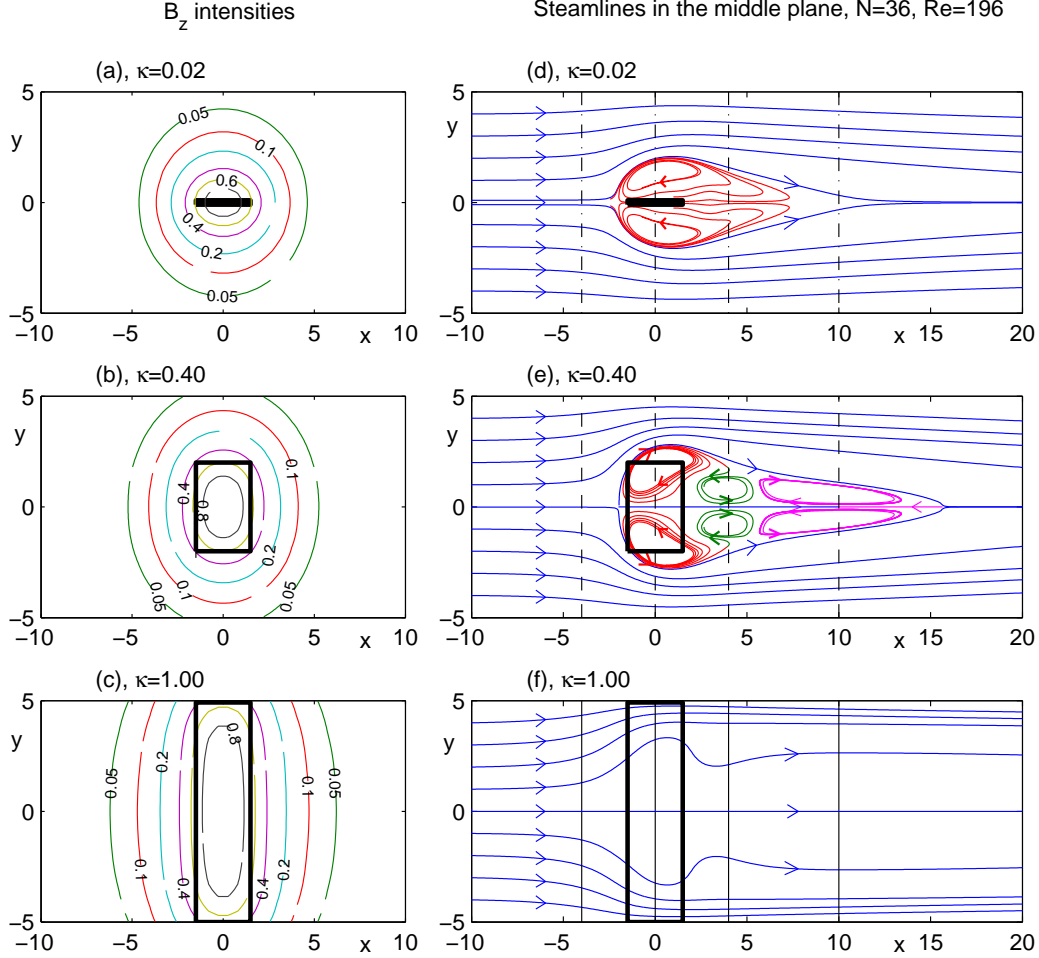 B_z intensities
Steamlines in the middle plane, N=36, Re=196
(a), κ=0.02
5
y
0
−5
−10 −5 0 5 x 10
0.05
0.1
0.6
0.4
0.2
0.05
(d), κ=0.02
5
y
0
−5
−5 0 5 10 x 15 20
(b), κ=0.40
5
y
0
−5
−10 −5 0 5 x 10
0.1
0.4
0.8
0.2
0.1
0.05
0.05
(e), κ=0.40
5
y
0
−5
−5 0 5 10 x 15 20
(c), κ=1.00
5
y
0
−5
−10 −5 0 5 x 10
0.8
0.2
0.05
0.05
0.2
0.1
0.1
0.4
0.4
(f), κ=1.00
5
y
0
−5
−5 0 5 10 x 15 20